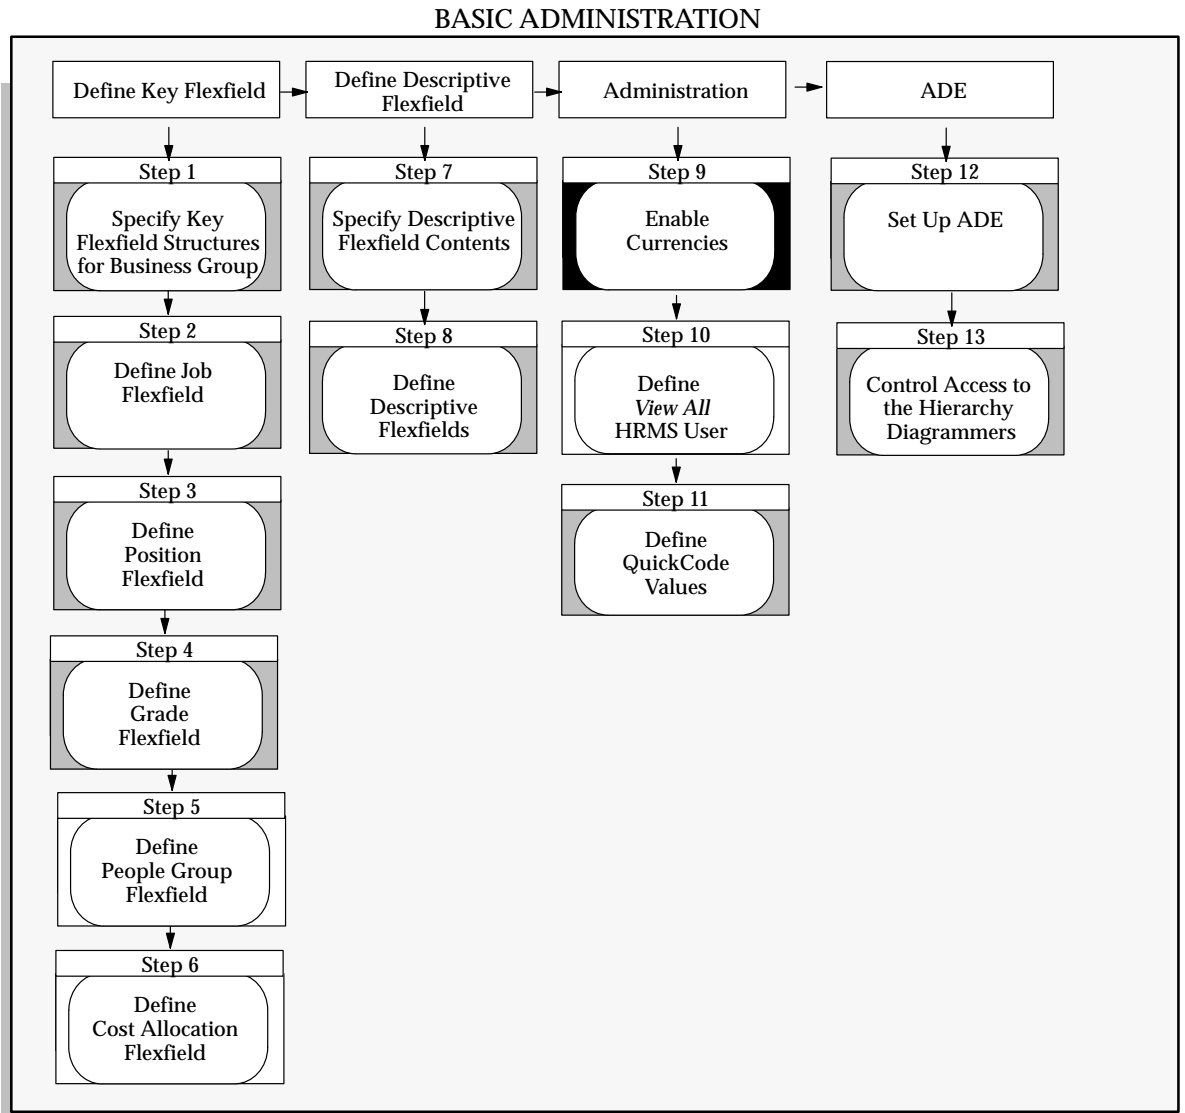 BASIC ADMINISTRATION
Define Key Flexfield
Define Descriptive
Flexfield
Administration
ADE
Step 1
Specify Key
Flexfield Structures
for Business Group
Step 2
Define Job
Flexfield
Step 3
Define
Position
Flexfield
Step 4
Define
Grade
Flexfield
Step 5
Define
People Group
Flexfield
Step 6
Define
Cost Allocation
Flexfield
Step 7
Specify Descriptive
Flexfield Contents
Step 8
Define
Descriptive
Flexfields
Step 9
Enable
Currencies
Step 10
Define
View All
HRMS User
Step 11
Define
QuickCode
Values
Step 12
Set Up ADE
Step 13
Control Access to
the Hierarchy
Diagrammers